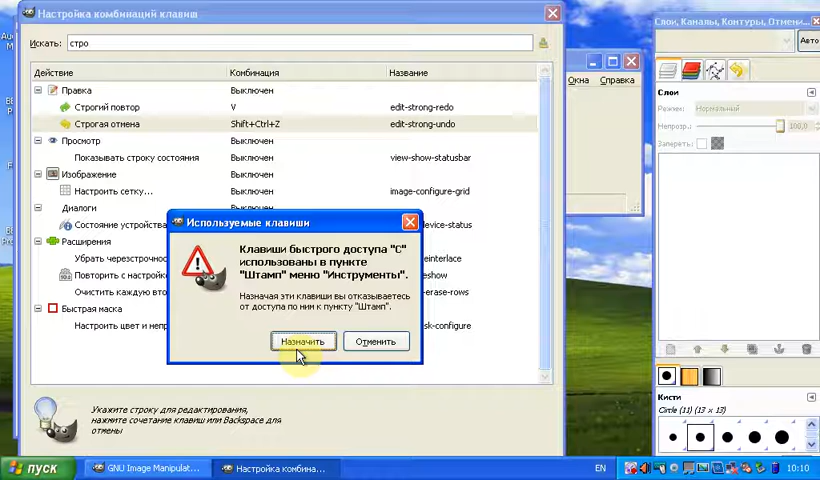 Настройка комбинаций клавиш
Искать:
стро
Действие
Комбинация
Название
Правка
Выключен
Строгий повтор
V
edit-strong-redo
Строгая отмена
Shift+Ctrl+Z
edit-strong-undo
Просмотр
Выключен
Показывать строку состояния
Выключен
view-show-statusbar
Изображение
Выключен
Настроить сетку...
Выключен
image-configure-grid
Диалоги
Состояние устройства
device-status
Расширения
Убрать черезстрочно
einterlace
Повторить с настройк
eshow
Очистить каждую вто
erase-rows
Быстрая маска
Настроить цвет и непр
sk-configure
Используемые клавиши
Клавиши быстрого доступа "C"
использованы в пункте
"Штамп" меню "Инструменты".
Назначая эти клавиши вы отказываетесь
от доступа по ним к пункту "Штамп".
Назначить
Отменить
Укажите строку для редактирования,
нажмите сочетание клавиш или Backspace для
отмены
Окна
Справка
Слои, Каналы, Контуры, Отмени...
Авто
Слои
Режим:
Нормальный
Непрозр.:
100,0
Запереть:
Кисти
Circle (11) (13 x 13)
пуск
GNU Image Manipulat...
Настройка комбина...
EN
10:10